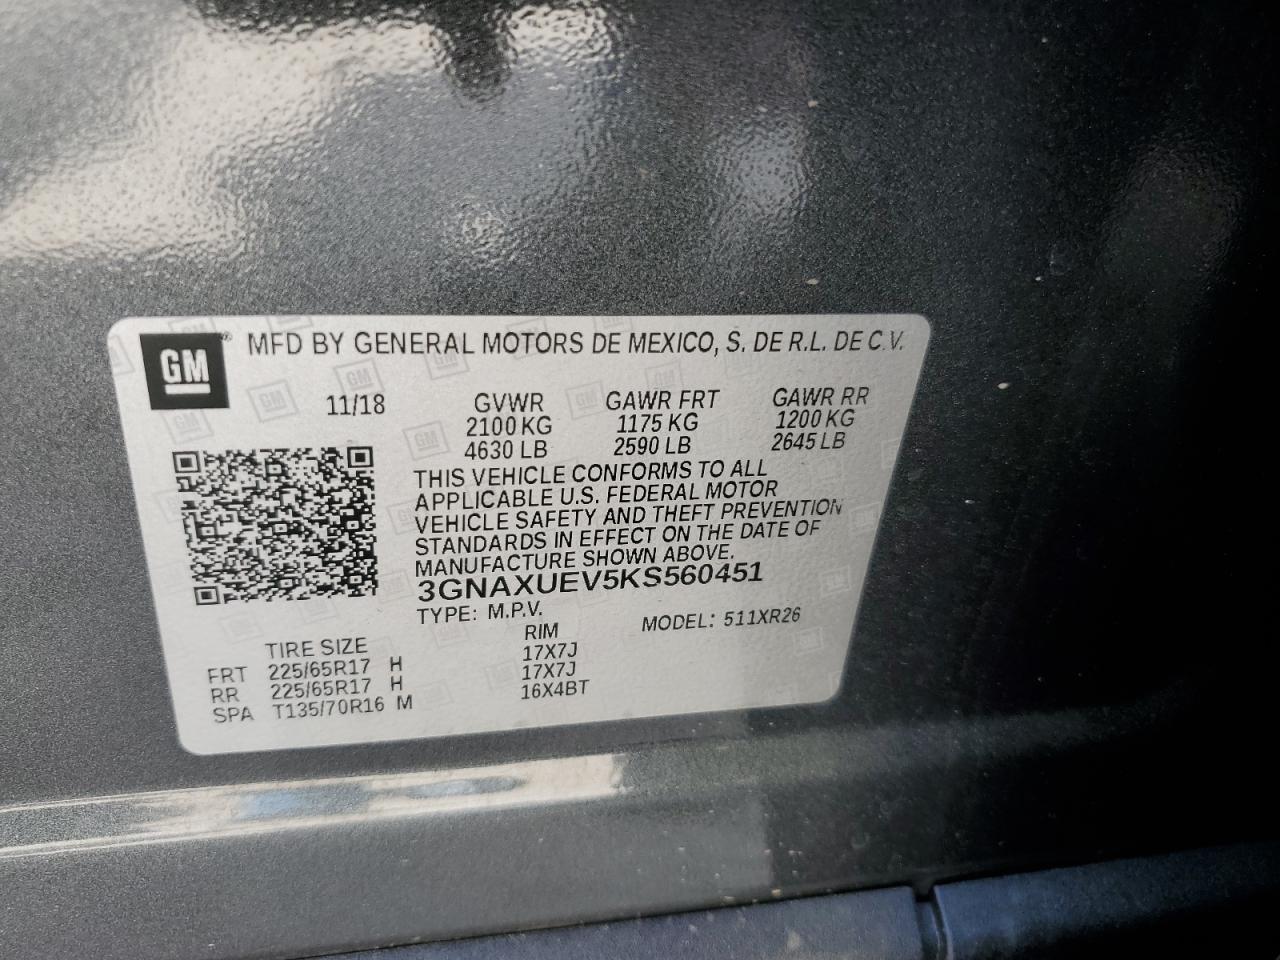 GM
MFD BY GENERAL MOTORS DE MEXICO, S. DE R.L. DE C.V.
11/18 GVWR GAWR FRT GAWR RR
2100 KG 1175 KG 1200 KG
4630 LB 2590 LB 2645 LB
THIS VEHICLE CONFORMS TO ALL
APPLICABLE U.S. FEDERAL MOTOR
VEHICLE SAFETY AND THEFT PREVENTION
STANDARDS IN EFFECT ON THE DATE OF
MANUFACTURE SHOWN ABOVE.
3GNAXUEV5KS560451
TYPE: M.P.V. MODEL: 511XR26
TIRE SIZE RIM
FRT 225/65R17 H 17X7J
RR 225/65R17 H 17X7J
SPA T135/70R16 M 16X4BT